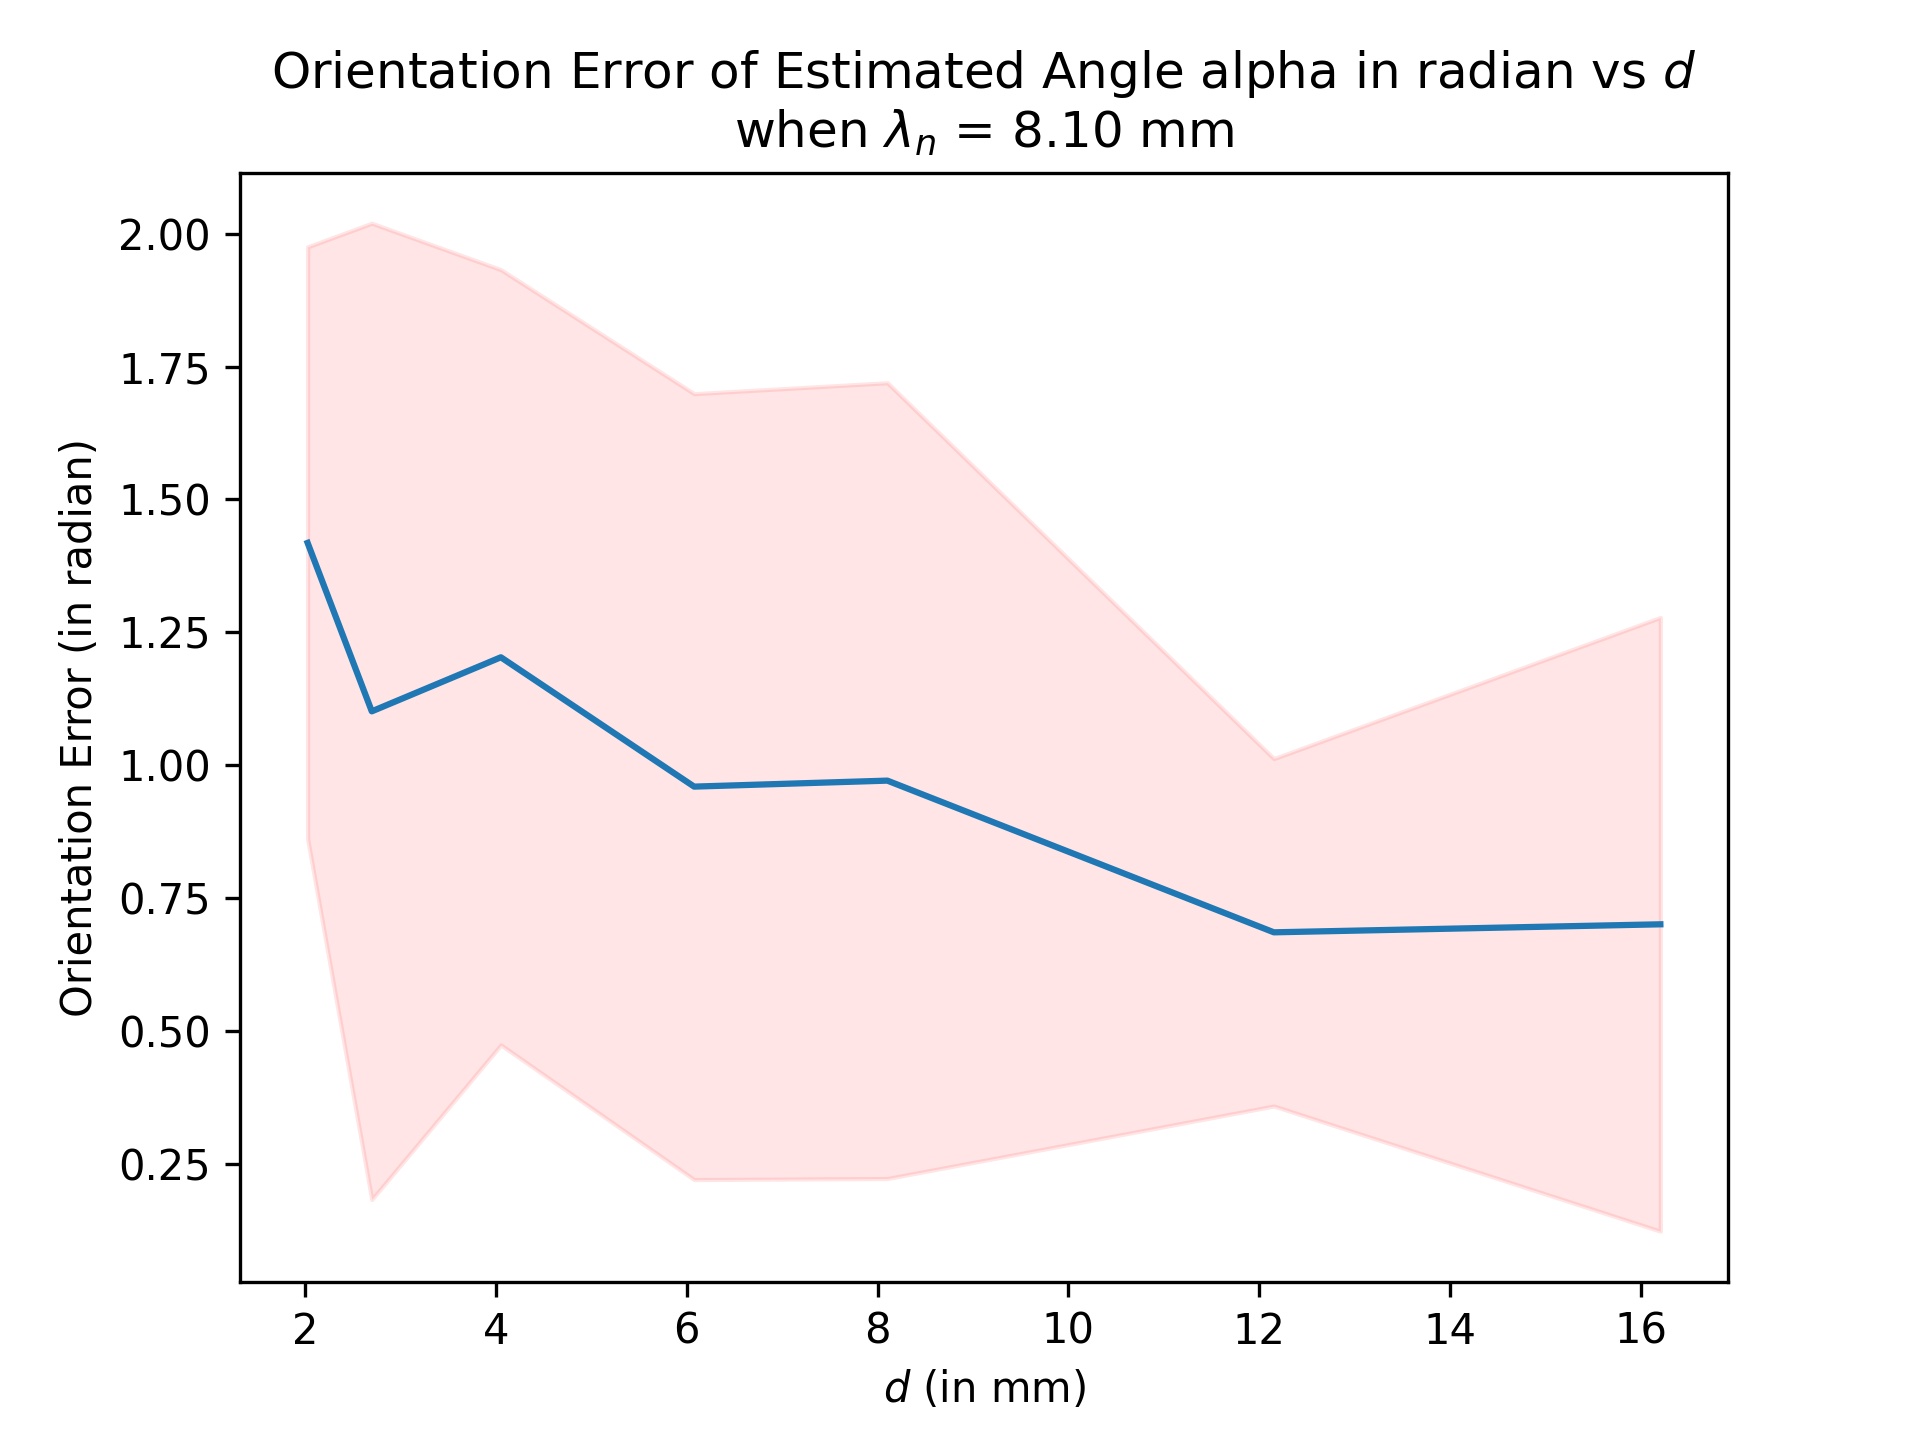 Orientation Error of Estimated Angle alpha in radian vs d
when λn = 8.10 mm
2.00
1.75
1.50
1.25
1.00
0.75
0.50
0.25
Orientation Error (in radian)
2 4 6 8 10 12 14 16
d (in mm)